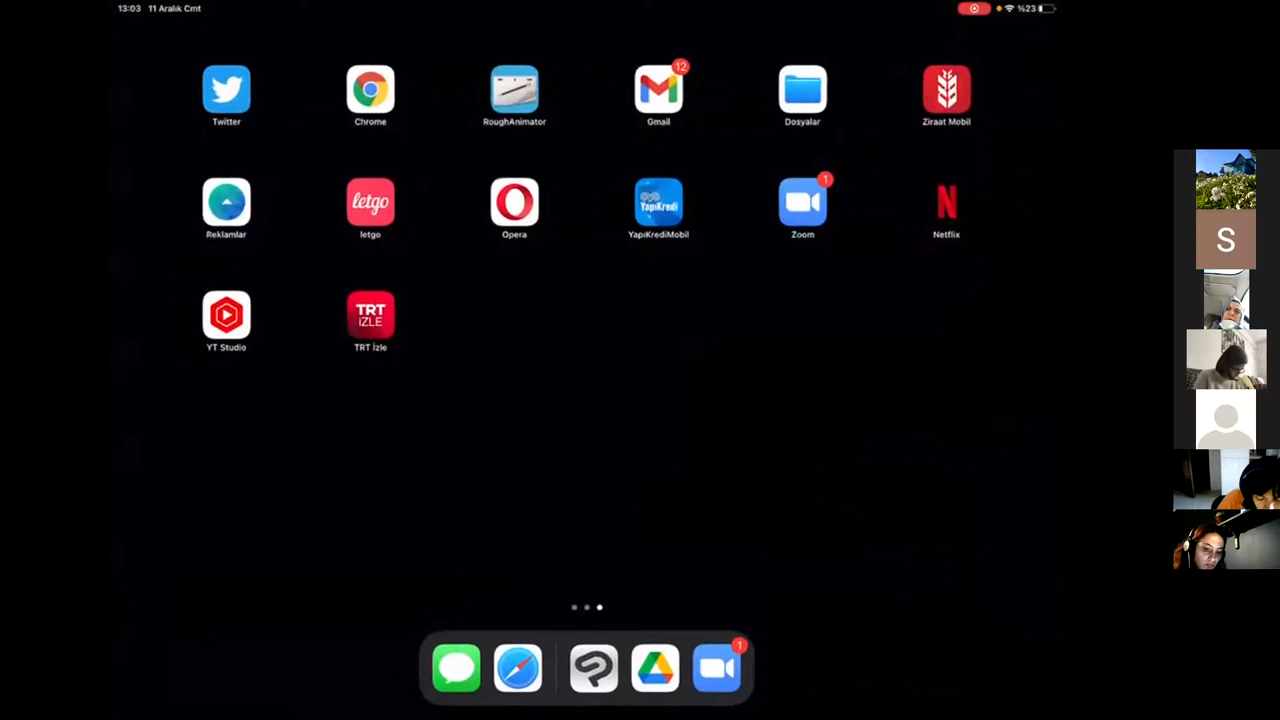 13:03 11 Aralık Cmt
%23
Twitter
Chrome
RoughAnimator
12
Gmail
Dosyalar
Ziraat Mobil
Reklamlar
letgo
letgo
Opera
YapıKredi
YapıKrediMobil
1
Zoom
N
Netflix
YT Studio
TRT
İZLE
TRT İzle
S
1